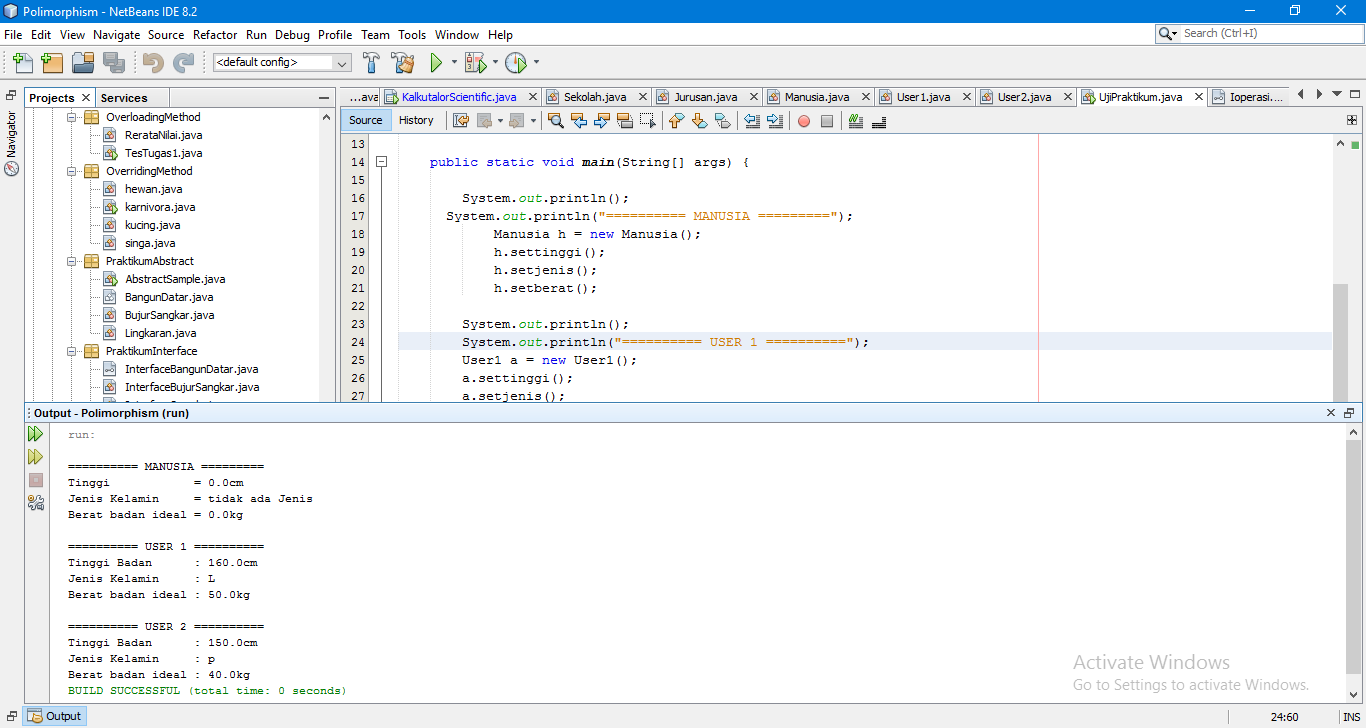 Polimorphism - NetBeans IDE 8.2
File Edit View Navigate Source Refactor Run Debug Profile Team Tools Window Help
Search (Ctrl+I)
<default config>
Projects Services
Navigator
OverloadingMethod
RerataNilai.java
TesTugas1.java
OverridingMethod
hewan.java
karnivora.java
kucing.java
singa.java
PraktikumAbstract
AbstractSample.java
BangunDatar.java
BujurSangkar.java
Lingkaran.java
PraktikumInterface
InterfaceBangunDatar.java
InterfaceBujurSangkar.java
...ava KalkutalorScientific.java Sekolah.java Jurusan.java Manusia.java User1.java User2.java UjiPraktikum.java Ioperasi....
Source History
13
14 public static void main(String[] args) {
15
16 System.out.println();
17 System.out.println("========== MANUSIA =========");
18 Manusia h = new Manusia();
19 h.settinggi();
20 h.setjenis();
21 h.setberat();
22
23 System.out.println();
24 System.out.println("========== USER 1 ==========");
25 User1 a = new User1();
26 a.settinggi();
27 a.setjenis();
Output - Polimorphism (run)
run:
========== MANUSIA =========
Tinggi = 0.0cm
Jenis Kelamin = tidak ada Jenis
Berat badan ideal = 0.0kg
========== USER 1 ==========
Tinggi Badan : 160.0cm
Jenis Kelamin : L
Berat badan ideal : 50.0kg
========== USER 2 ==========
Tinggi Badan : 150.0cm
Jenis Kelamin : p
Berat badan ideal : 40.0kg
BUILD SUCCESSFUL (total time: 0 seconds)
Activate Windows
Go to Settings to activate Windows.
Output
24:60 INS